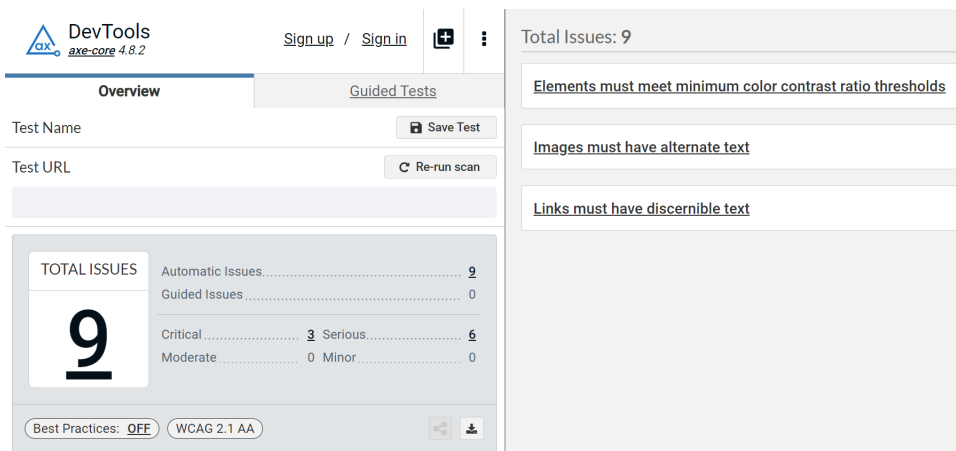 DevTools
axe-core 4.8.2
Sign up / Sign in
Overview
Guided Tests
Test Name
Save Test
Test URL
Re-run scan
TOTAL ISSUES
9
Automatic Issues 9
Guided Issues 0
Critical 3 Serious 6
Moderate 0 Minor 0
Best Practices: OFF
WCAG 2.1 AA
Total Issues: 9
Elements must meet minimum color contrast ratio thresholds
Images must have alternate text
Links must have discernible text